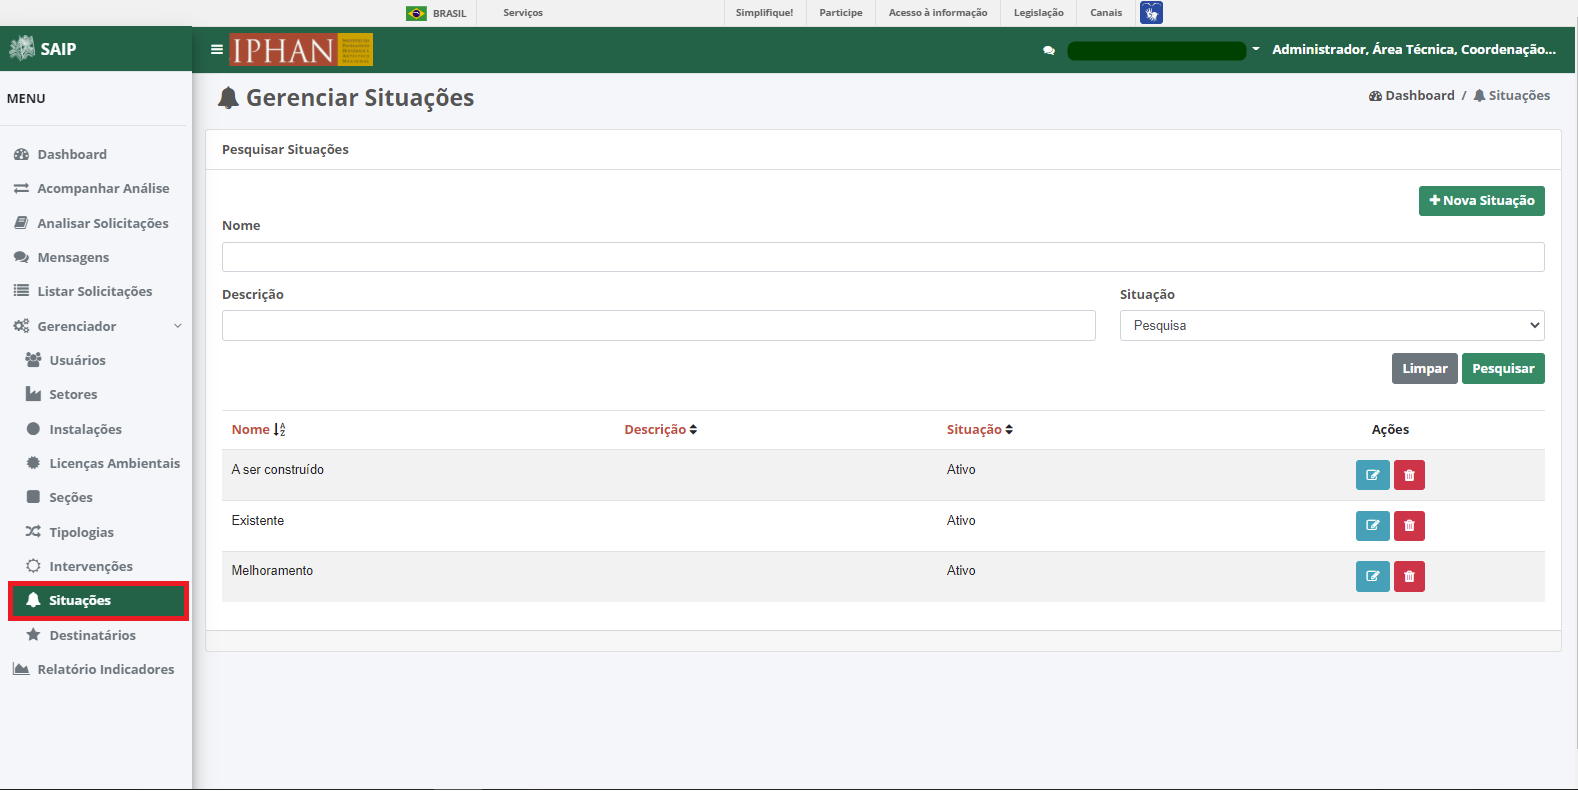 BRASIL Serviços Simplifique! Participe Acesso à informação Legislação Canais
SAIP
IPHAN
Administrador, Área Técnica, Coordenação...
MENU
Dashboard
Acompanhar Análise
Analisar Solicitações
Mensagens
Listar Solicitações
Gerenciador
Usuários
Setores
Instalações
Licenças Ambientais
Seções
Tipologias
Intervenções
Situações
Destinatários
Relatório Indicadores
Gerenciar Situações
Dashboard / Situações
Pesquisar Situações
Nova Situação
Nome
Descrição Situação
Pesquisa
Limpar Pesquisar
Nome Descrição Situação Ações
A ser construído Ativo
Existente Ativo
Melhoramento Ativo